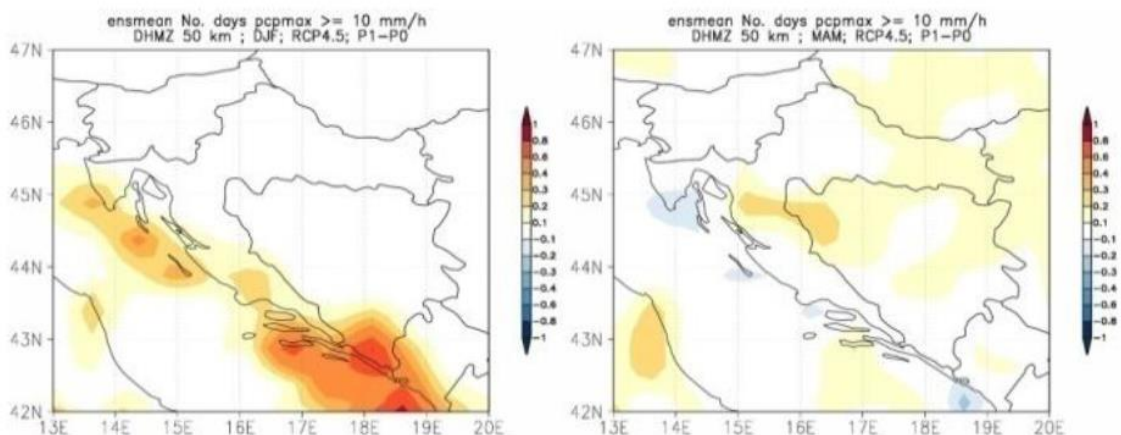 ensmean No. days pcpmax >= 10 mm/h
DHMZ 50 km ; DJF; RCP4.5; P1-P0
47N
46N
45N
44N
43N
42N
13E 14E 15E 16E 17E 18E 19E 20E
1
0.8
0.6
0.4
0.3
0.2
0.1
-0.1
-0.2
-0.3
-0.4
-0.6
-0.8
-1
ensmean No. days pcpmax >= 10 mm/h
DHMZ 50 km ; MAM; RCP4.5; P1-P0
47N
46N
45N
44N
43N
42N
13E 14E 15E 16E 17E 18E 19E 20E
1
0.8
0.6
0.4
0.3
0.2
0.1
-0.1
-0.2
-0.3
-0.4
-0.6
-0.8
-1